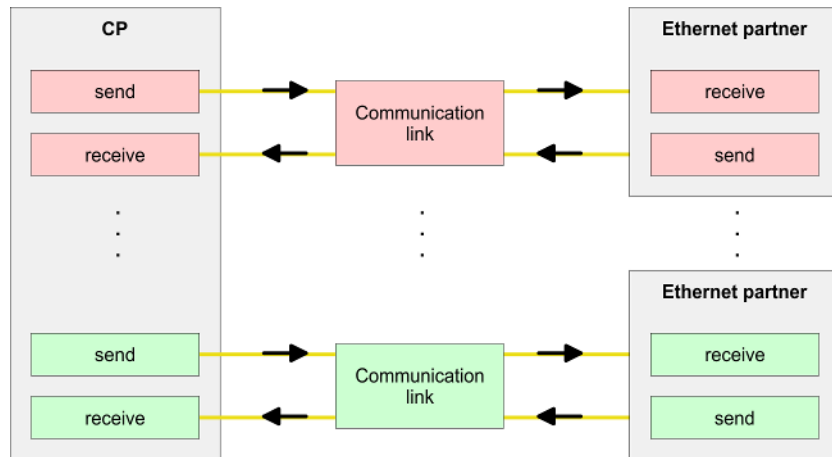 CP
Ethernet partner
send
receive
Communication
link
receive
send
Ethernet partner
send
receive
Communication
link
receive
send